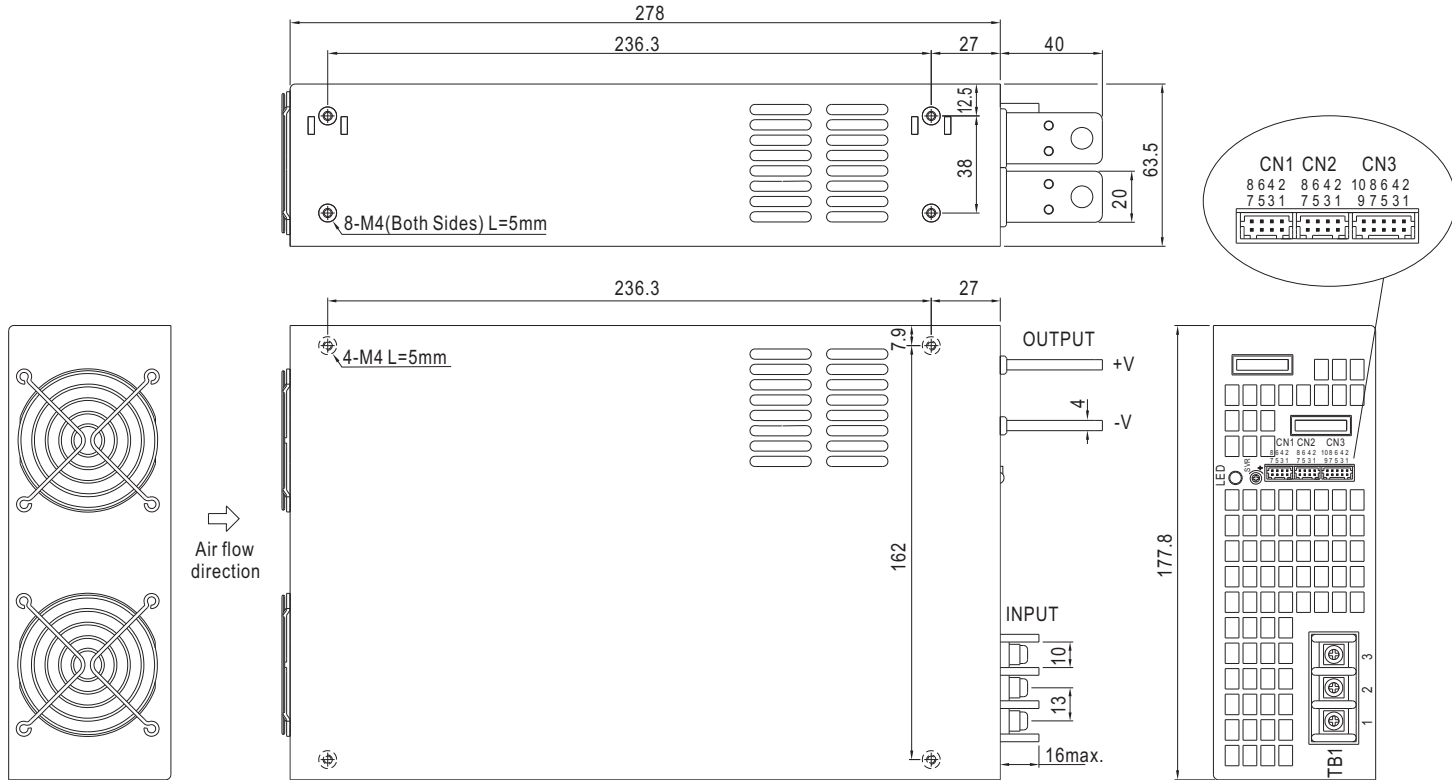 278
236.3
27
40
12.5
38
20
63.5
8-M4(Both Sides) L=5mm
CN1 CN2 CN3
8 6 4 2 8 6 4 2 10 8 6 4 2
7 5 3 1 7 5 3 1 9 7 5 3 1
236.3
27
7.9
4-M4 L=5mm
OUTPUT
+V
4
-V
162
Air flow
direction
INPUT
10
13
16max.
177.8
CN1 CN2 CN3
8 6 4 2 8 6 4 2 10 8 6 4 2
7 5 3 1 7 5 3 1 9 7 5 3 1
LED
SVR
+
3
2
1
TB1